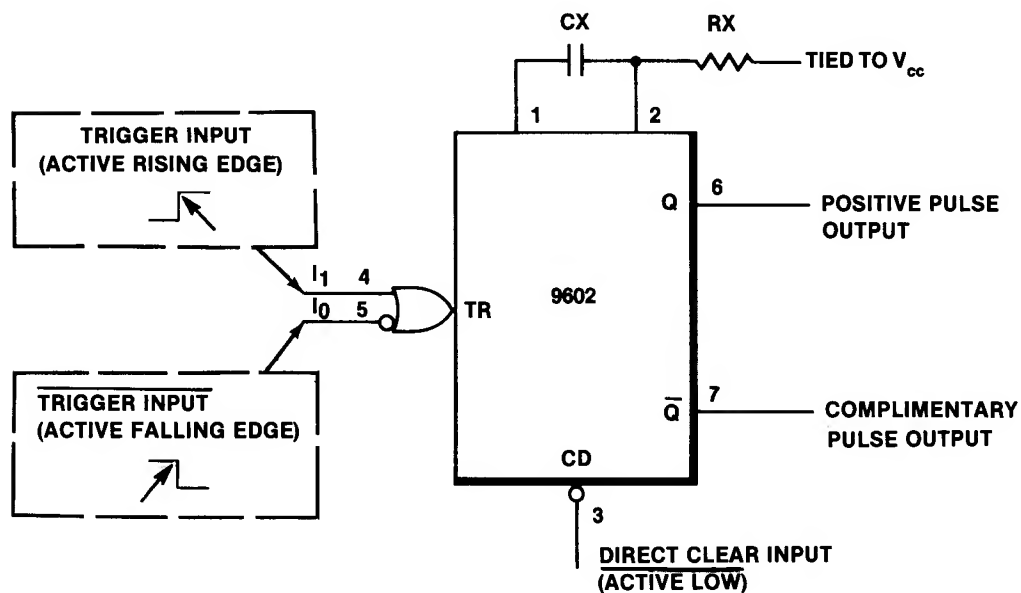 CX
RX
TIED TO Vcc
1
2
TRIGGER INPUT
(ACTIVE RISING EDGE)
Q
6
POSITIVE PULSE
OUTPUT
I1
4
I0
5
TR
9602
TRIGGER INPUT
(ACTIVE FALLING EDGE)
Q̅
7
COMPLIMENTARY
PULSE OUTPUT
CD
3
DIRECT CLEAR INPUT
(ACTIVE LOW)